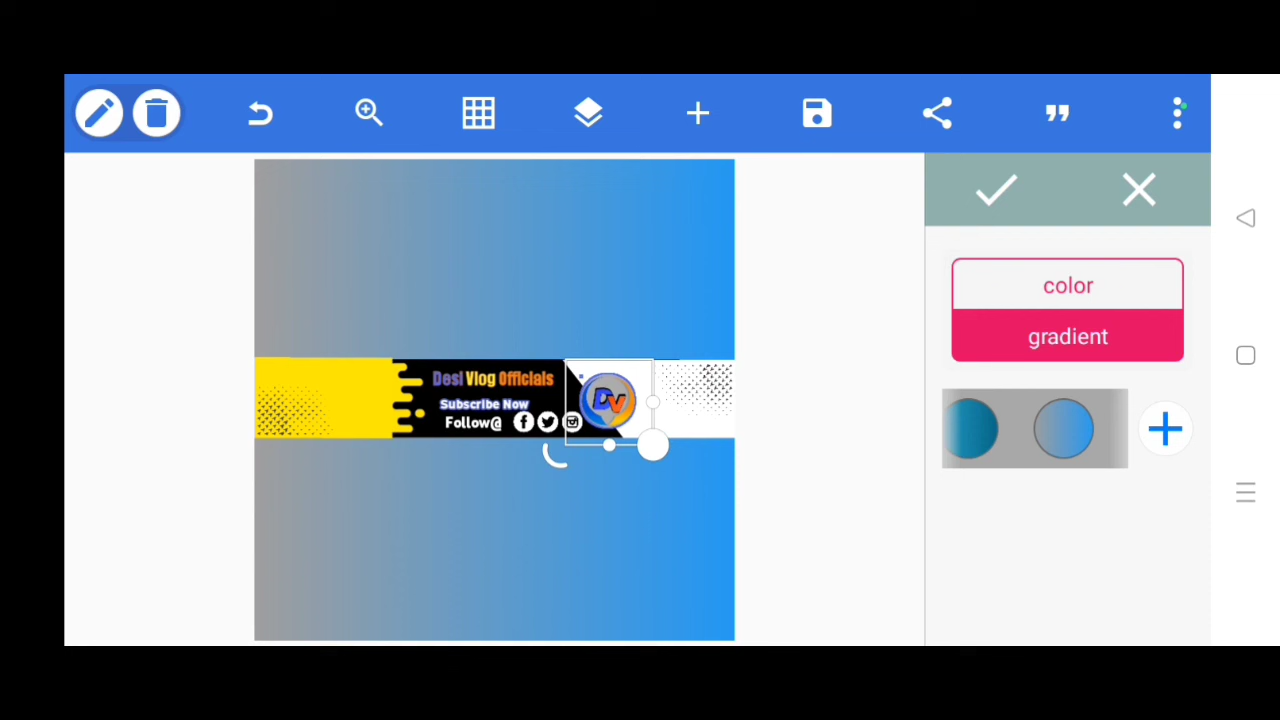 color
gradient
Desi Vlog Officials
Subscribe Now
Follow@
DV